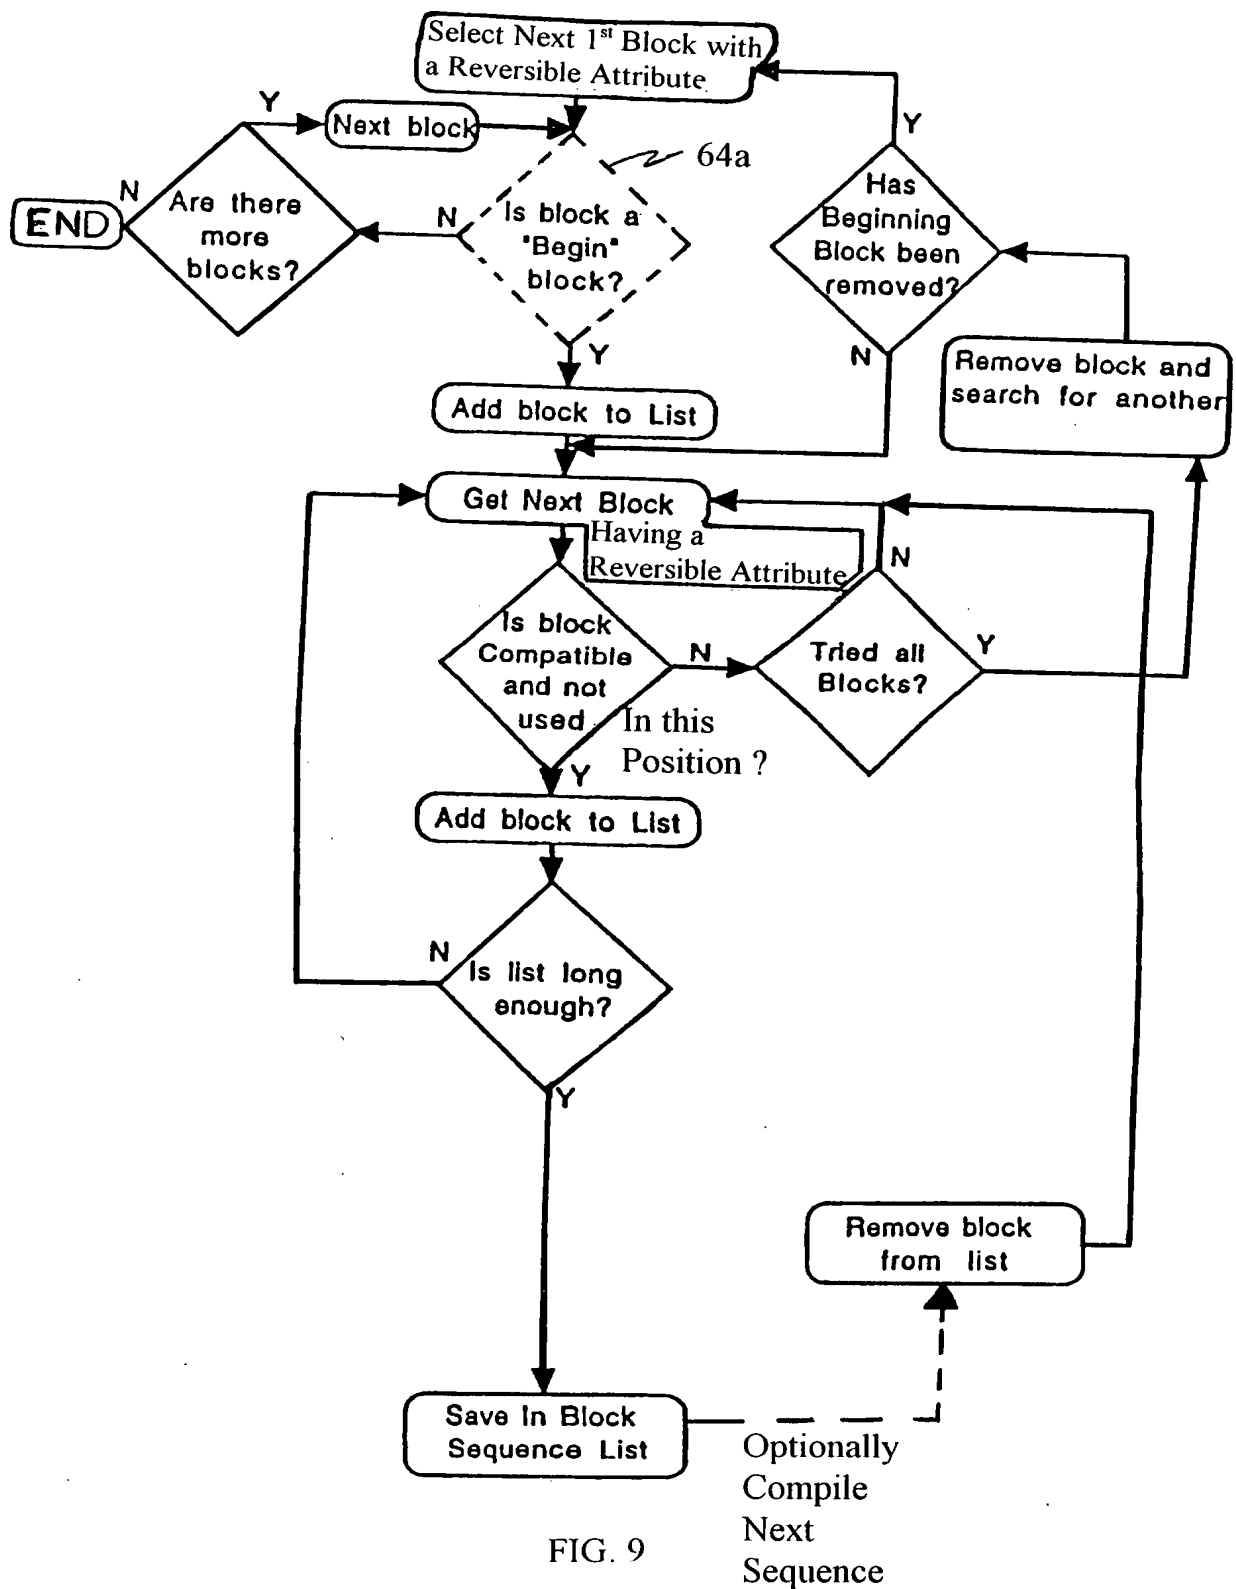 Select Next 1st Block with
a Reversible Attribute
Y
Next block
64a
Y
N
Are there
more
blocks?
END
N
Is block a
"Begin"
block?
Y
Has
Beginning
Block been
removed?
N
Remove block and
search for another
Add block to List
Get Next Block
Having a
Reversible Attribute
N
Is block
Compatible
and not
used
In this
Position ?
N
Tried all
Blocks?
Y
Y
Add block to List
N
Is list long
enough?
Y
Remove block
from list
Save In Block
Sequence List
Optionally
Compile
Next
Sequence
FIG. 9